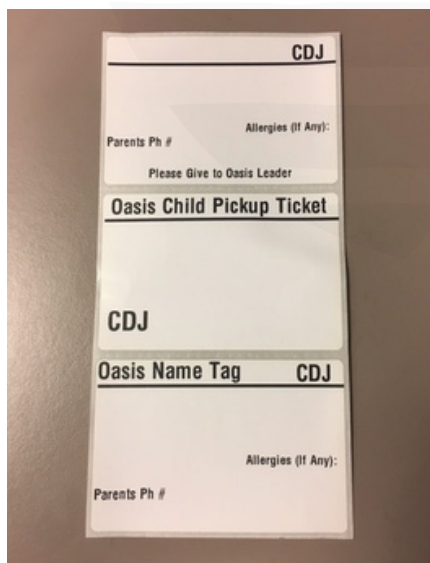 CDJ
Allergies (If Any):
Parents Ph #
Please Give to Oasis Leader
Oasis Child Pickup Ticket
CDJ
Oasis Name Tag CDJ
Allergies (If Any):
Parents Ph #